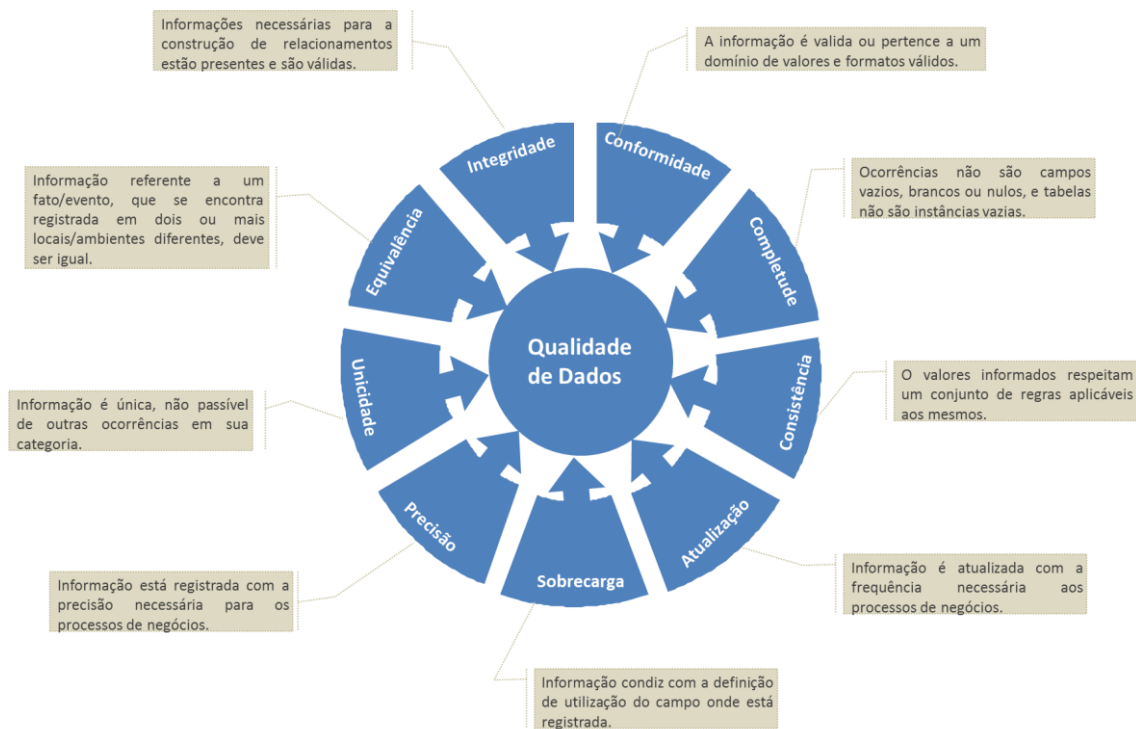 Informações necessárias para a
construção de relacionamentos
estão presentes e são válidas.
A informação é valida ou pertence a um
domínio de valores e formatos válidos.
Integridade
Conformidade
Informação referente a um
fato/evento, que se encontra
registrada em dois ou mais
locais/ambientes diferentes, deve
ser igual.
Ocorrências não são campos
vazios, brancos ou nulos, e tabelas
não são instâncias vazias.
Equivalência
Completude
Qualidade
de Dados
Unicidade
Consistência
Informação é única, não passível
de outras ocorrências em sua
categoria.
O valores informados respeitam
um conjunto de regras aplicáveis
aos mesmos.
Precisão
Sobrecarga
Atualização
Informação está registrada com a
precisão necessária para os
processos de negócios.
Informação é atualizada com a
frequência necessária aos
processos de negócios.
Informação condiz com a definição
de utilização do campo onde está
registrada.